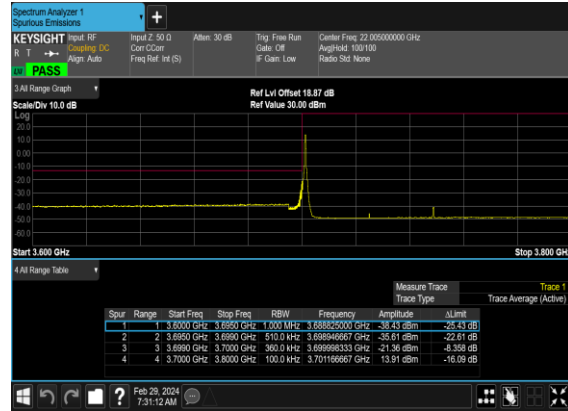 Spectrum Analyzer 1
Spurious Emissions
KEYSIGHT Input: RF Input Z: 50 Ω Atten: 30 dB Trig: Free Run Center Freq: 22.005000000 GHz
R T Coupling: DC Corr CCorr Gate: Off Avg|Hold: 100/100
Align: Auto Freq Ref: Int (S) IF Gain: Low Radio Std: None
PASS
3 All Range Graph
Ref Lvl Offset 18.87 dB
Scale/Div 10.0 dB Ref Value 30.00 dBm
Log
20.0
10.0
0.00
-10.0
-20.0
-30.0
-40.0
-50.0
-60.0
Start 3.600 GHz Stop 3.800 GHz
4 All Range Table
Measure Trace Trace 1
Trace Type Trace Average (Active)
Spur Range Start Freq Stop Freq RBW Frequency Amplitude ΔLimit
1 1 3.6000 GHz 3.6950 GHz 1.000 MHz 3.688825000 GHz -38.43 dBm -25.43 dB
2 2 3.6950 GHz 3.6990 GHz 510.0 kHz 3.698946667 GHz -35.61 dBm -22.61 dB
3 3 3.6990 GHz 3.7000 GHz 360.0 kHz 3.699998333 GHz -21.36 dBm -8.358 dB
4 4 3.7000 GHz 3.8000 GHz 100.0 kHz 3.701166667 GHz 13.91 dBm -16.09 dB
? Feb 29, 2024
7:31:12 AM